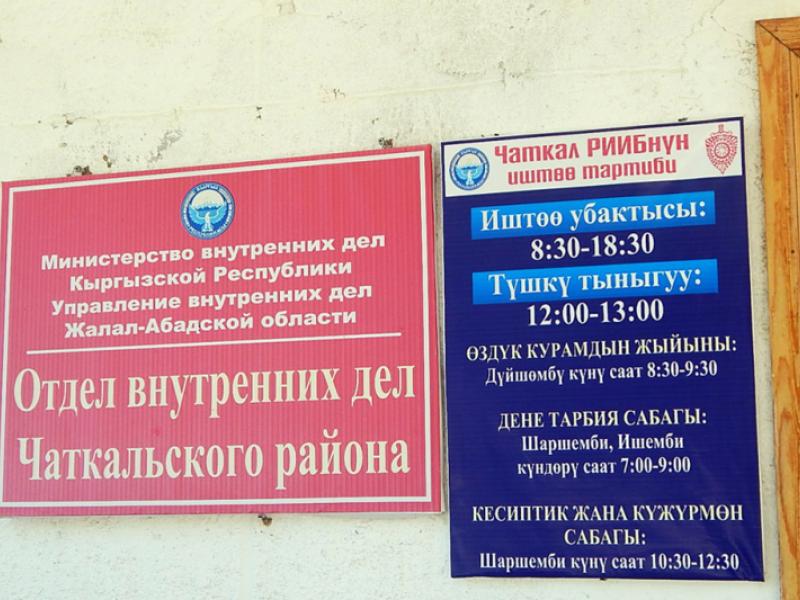 Министерство внутренних дел
Кыргызской Республики
Управление внутренних дел
Жалал-Абадской области
Отдел внутренних дел
Чаткальского района
Чаткал РИИБнүн
иштөө тартиби
Иштөө убактысы:
8:30-18:30
Түшкү тыныгуу:
12:00-13:00
ӨЗДҮК КУРАМДЫН ЖЫЙЫНЫ:
Дүйшөмбү күнү саат 8:30-9:30
ДЕНЕ ТАРБИЯ САБАГЫ:
Шаршемби, Ишемби
күндөрү саат 7:00-9:00
КЕСИПТИК ЖАНА КҮЖҮРМӨН
САБАГЫ:
Шаршемби күнү саат 10:30-12:30